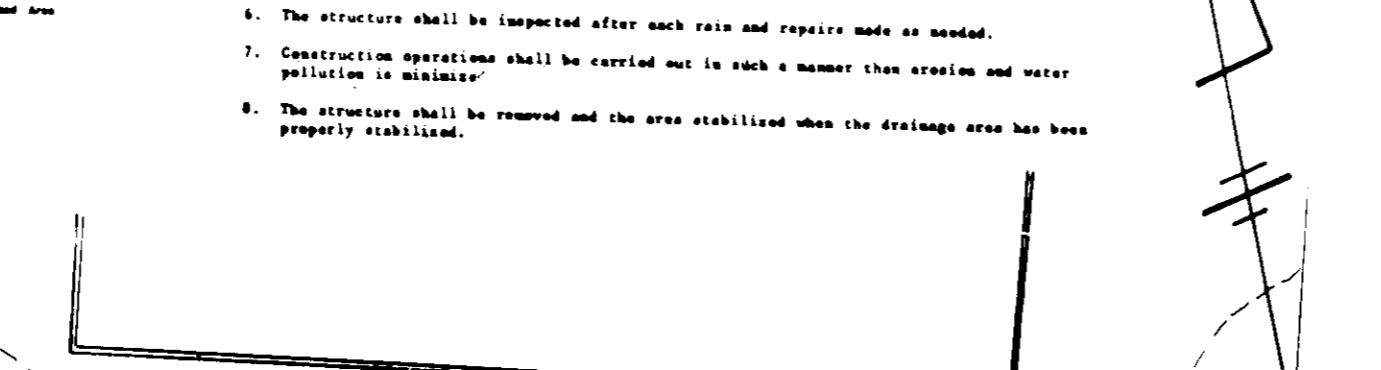 Area
6. The structure shall be inspected after each rain and repairs made as needed.
7. Construction operations shall be carried out in such a manner than erosion and water
pollution is minimize
8. The structure shall be removed and the area stabilized when the drainage area has been
properly stabilized.